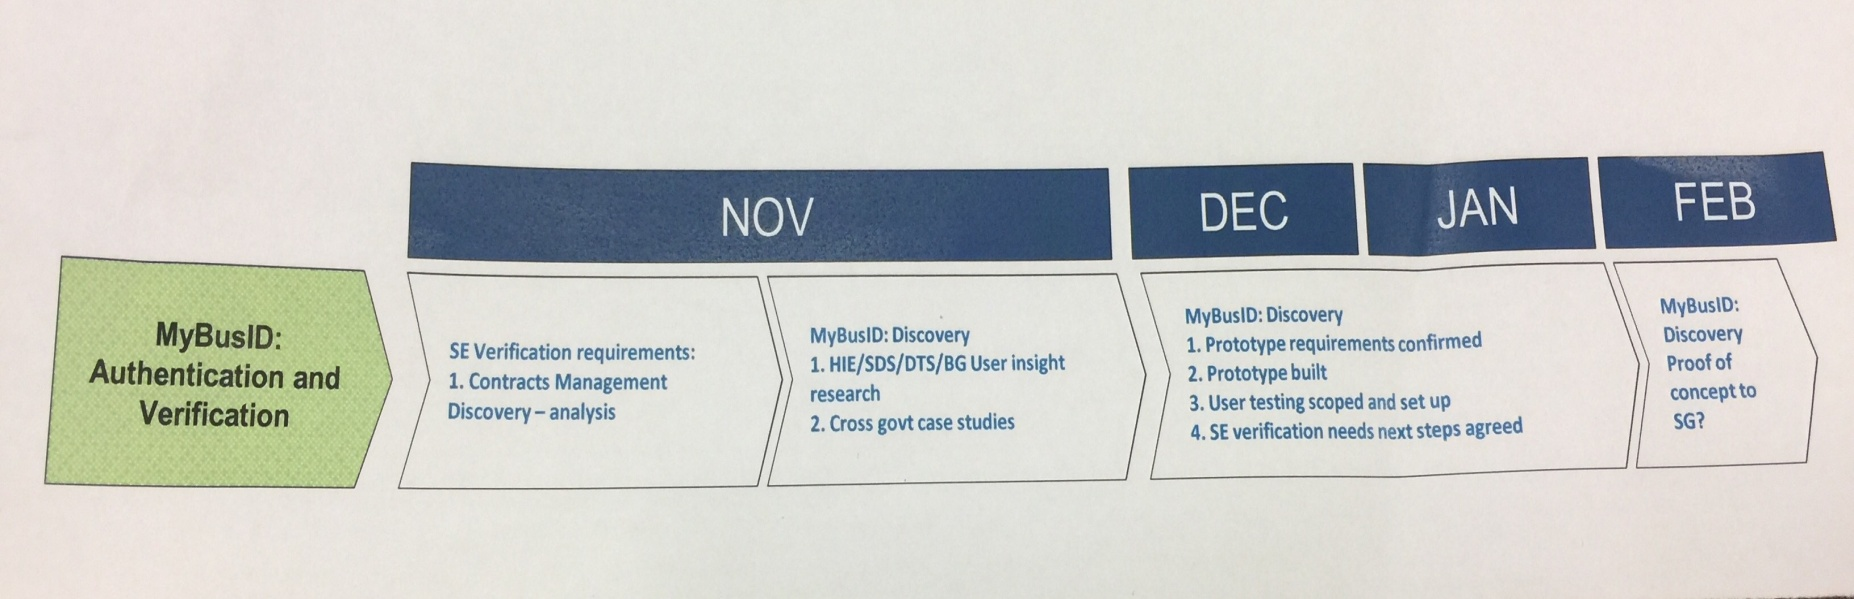 NOV
DEC
JAN
FEB
MyBusID:
Authentication and
Verification
SE Verification requirements:
1. Contracts Management
Discovery – analysis
MyBusID: Discovery
1. HIE/SDS/DTS/BG User insight
research
2. Cross govt case studies
MyBusID: Discovery
1. Prototype requirements confirmed
2. Prototype built
3. User testing scoped and set up
4. SE verification needs next steps agreed
MyBusID:
Discovery
Proof of
concept to
SG?